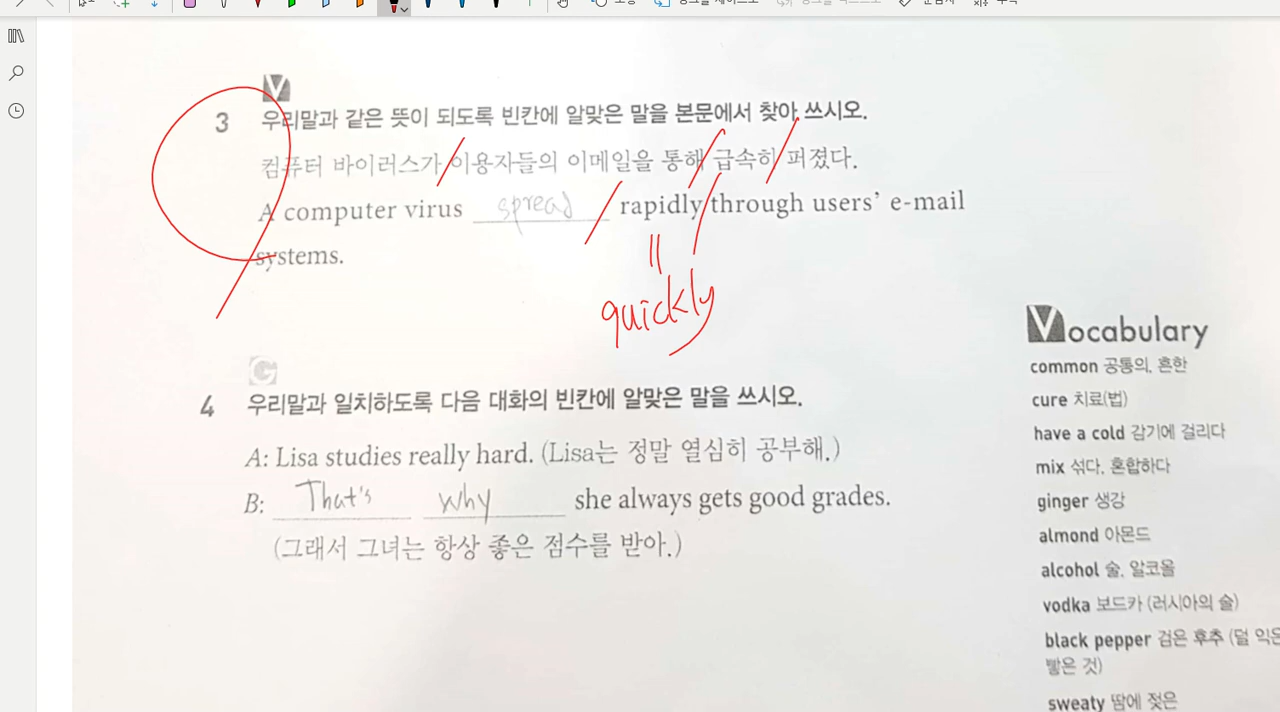 V
3 우리말과 같은 뜻이 되도록 빈칸에 알맞은 말을 본문에서 찾아 쓰시오.
컴퓨터 바이러스가 이용자들의 이메일을 통해 급속히 퍼졌다.
A computer virus spread rapidly through users' e-mail
systems.
quickly
G
4 우리말과 일치하도록 다음 대화의 빈칸에 알맞은 말을 쓰시오.
A: Lisa studies really hard. (Lisa는 정말 열심히 공부해.)
B: That's why she always gets good grades.
(그래서 그녀는 항상 좋은 점수를 받아.)
Vocabulary
common 공통의, 흔한
cure 치료(법)
have a cold 감기에 걸리다
mix 섞다, 혼합하다
ginger 생강
almond 아몬드
alcohol 술, 알코올
vodka 보드카 (러시아의 술)
black pepper 검은 후추 (덜 익은
빻은 것)
sweaty 땀에 젖은